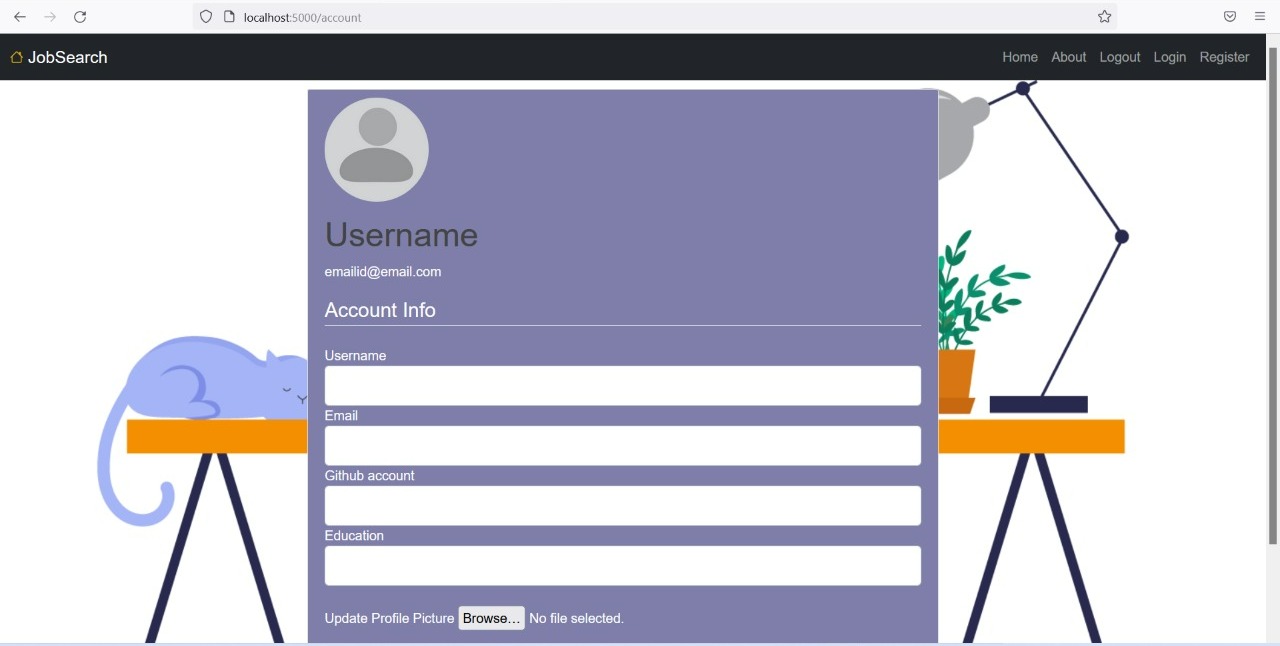 localhost:5000/account
JobSearch
Home About Logout Login Register
Username
emailid@email.com
Account Info
Username
Email
Github account
Education
Update Profile Picture Browse... No file selected.